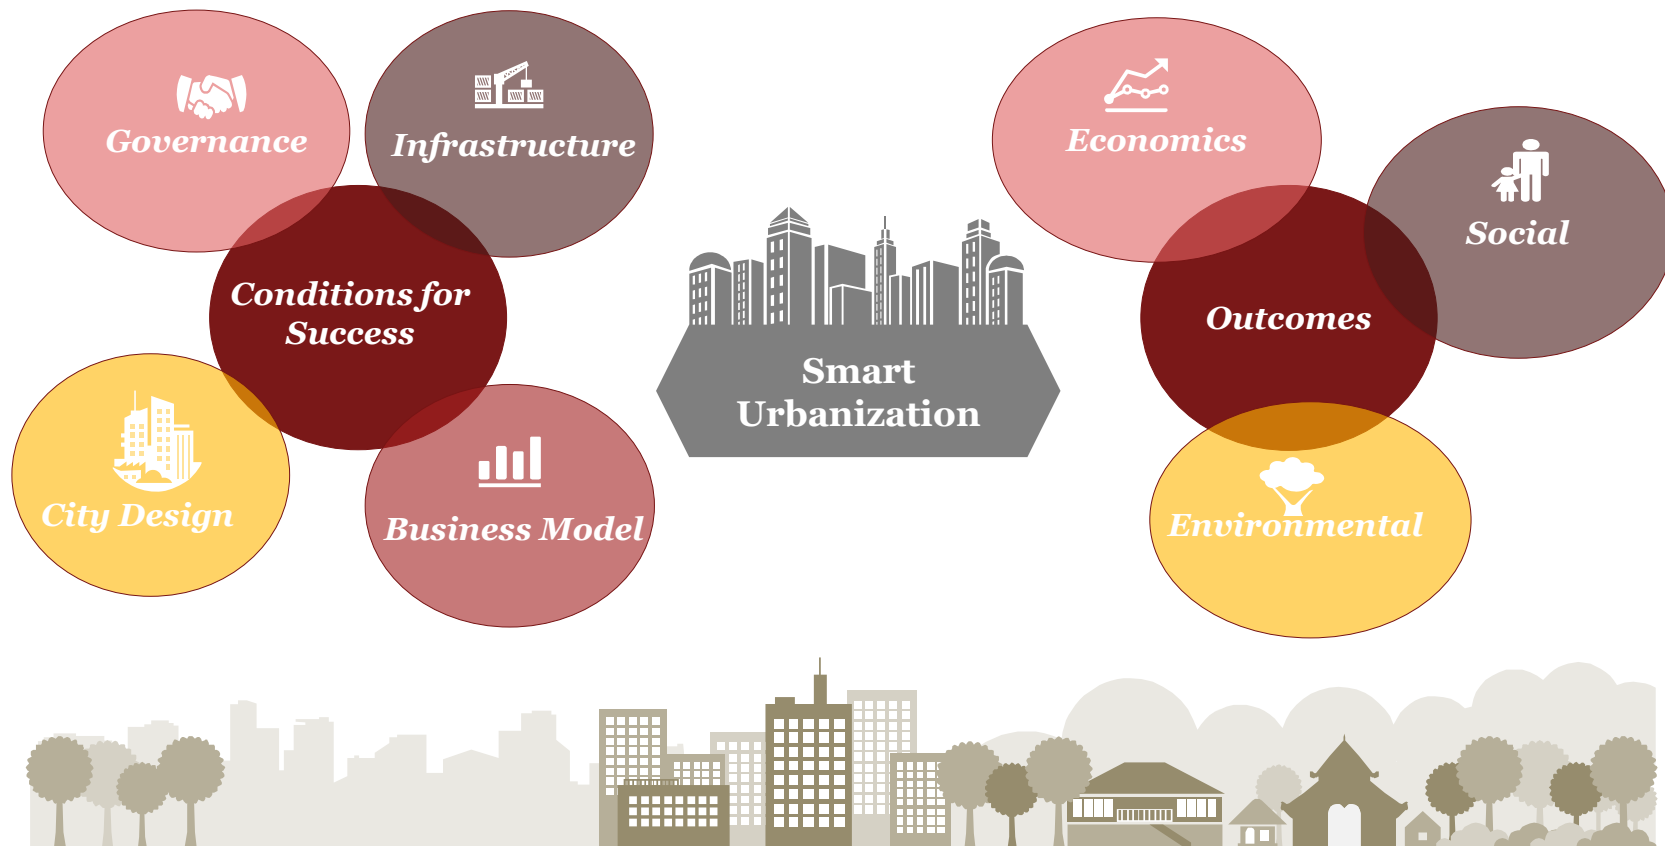 Governance
Infrastructure
Conditions for
Success
City Design
Business Model
Smart
Urbanization
Economics
Social
Outcomes
Environmental